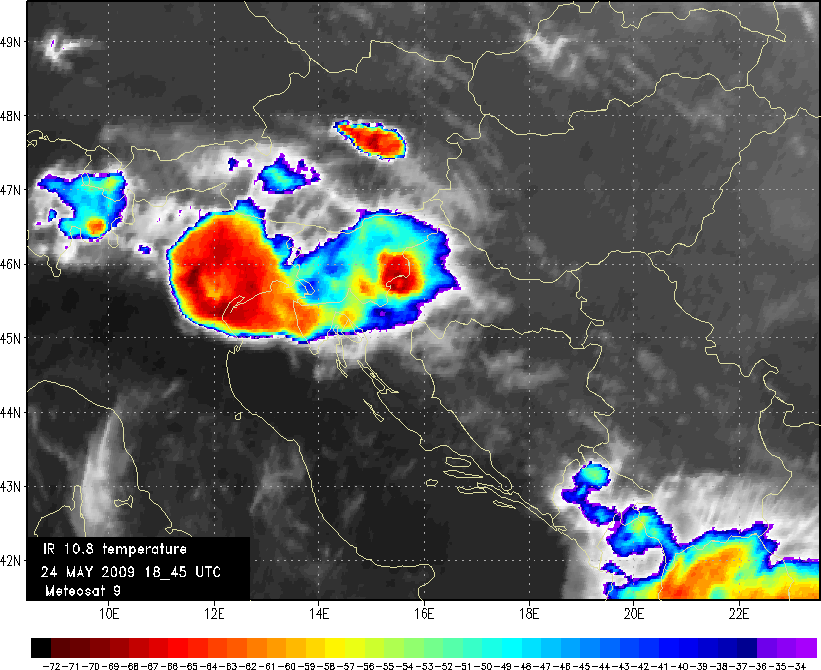 49N
48N
47N
46N
45N
44N
43N
42N
IR 10.8 temperature
24 MAY 2009 18_45 UTC
Meteosat 9
10E 12E 14E 16E 18E 20E 22E
-72-71-70-69-68-67-66-65-64-63-62-61-60-59-58-57-56-55-54-53-52-51-50-49-48-47-46-45-44-43-42-41-40-39-38-37-36-35-34